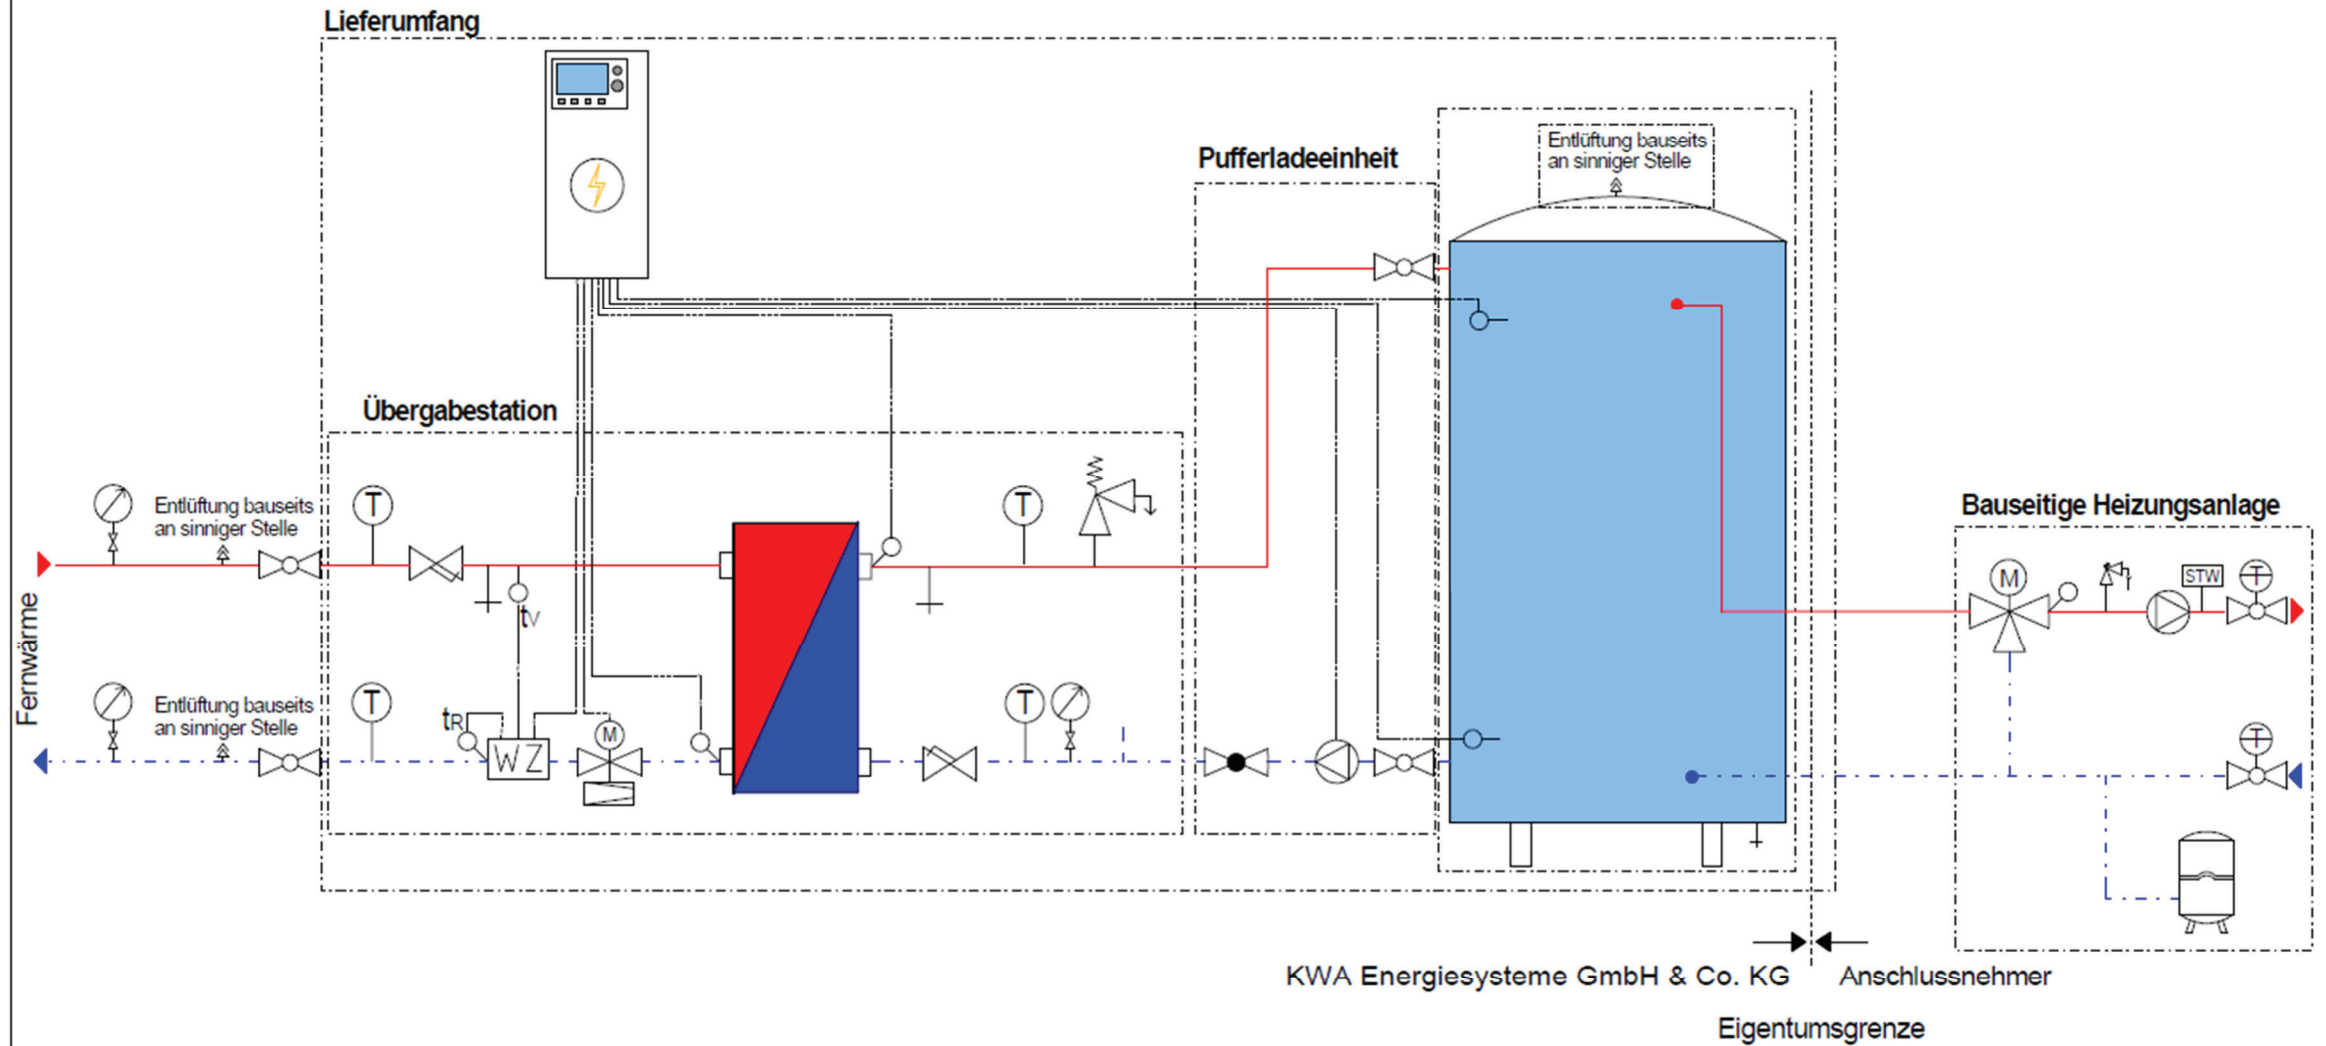 Lieferumfang
Entlüftung bauseits
an sinniger Stelle
Pufferladeeinheit
Übergabestation
Entlüftung bauseits
an sinniger Stelle
T
T
Bauseitige Heizungsanlage
M
STW
T
tV
Fernwärme
Entlüftung bauseits
an sinniger Stelle
T
tR
WZ
M
T
T
KWA Energiesysteme GmbH & Co. KG
Anschlussnehmer
Eigentumsgrenze